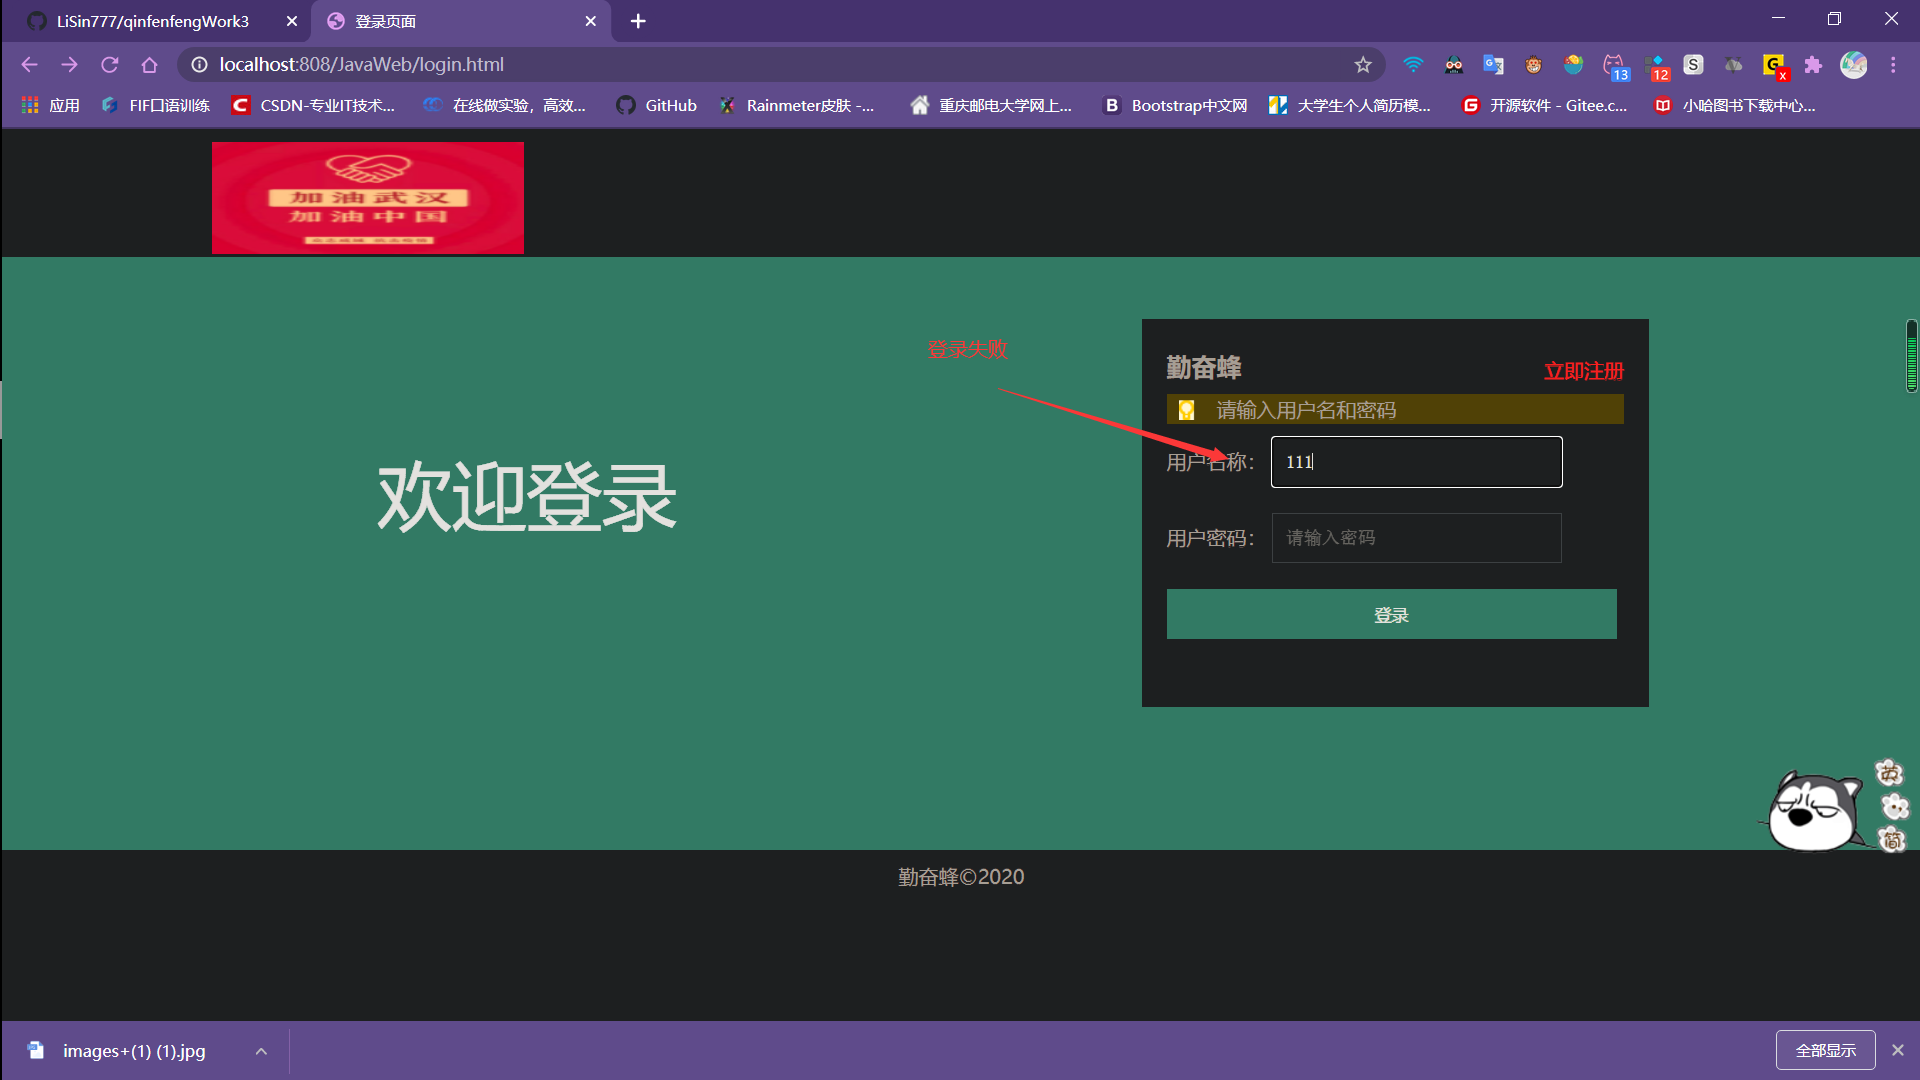 LiSin777/qinfenfengWork3
登录页面
localhost:808/JavaWeb/login.html
13
12
应用
FIF口语训练
CSDN-专业IT技术...
在线做实验，高效...
GitHub
Rainmeter皮肤 -...
重庆邮电大学网上...
Bootstrap中文网
大学生个人简历模...
开源软件 - Gitee.c...
小哈图书下载中心...
加油武汉
加油中国
登录失败
勤奋蜂
立即注册
请输入用户名和密码
用户名称：
111
欢迎登录
用户密码：
请输入密码
登录
英
简
勤奋蜂©2020
images+(1) (1).jpg
全部显示